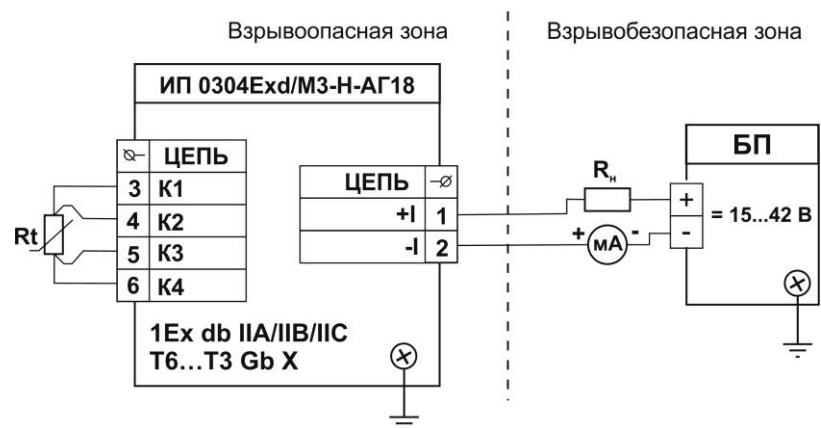 Взрывоопасная зона
Взрывобезопасная зона
ИП 0304Exd/М3-Н-АГ18
ЦЕПЬ
3 К1
4 К2
5 К3
6 К4
Rt
ЦЕПЬ
+I 1
-I 2
Rн
+ мА -
БП
+
-
= 15...42 В
1Ex db IIA/IIB/IIC
T6…T3 Gb X